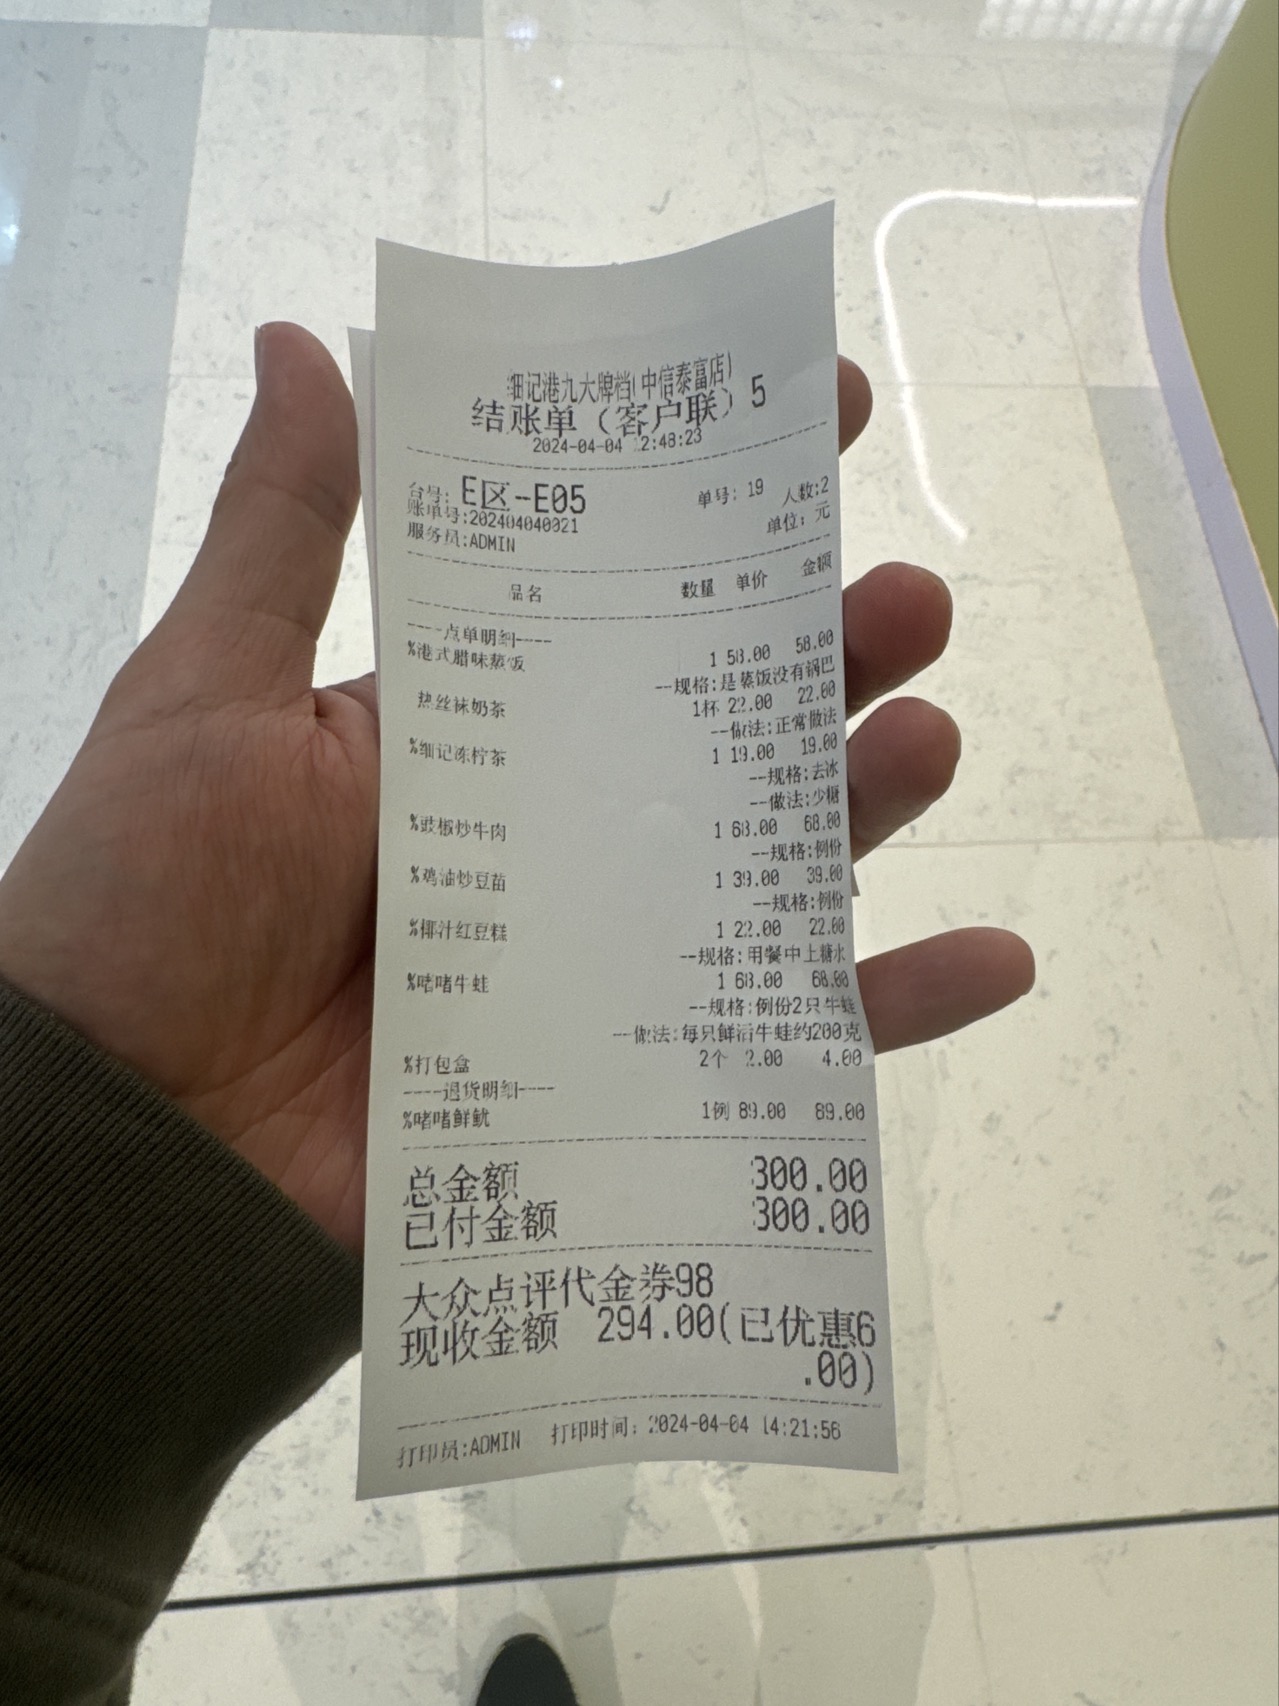 细记港九大牌档(中信泰富店)
结账单（客户联）5
2024-04-04 12:48:23
台号: E区-E05 单号: 19 人数:2
账单号:202404040021 单位: 元
服务员:ADMIN
品名 数量 单价 金额
----点单明细----
%港式腊味蒸饭 1 58.00 58.00
--规格:是蒸饭没有锅巴
热丝袜奶茶 1杯 22.00 22.00
--做法:正常做法
%细记冻柠茶 1 19.00 19.00
--规格:去冰
--做法:少糖
%豉椒炒牛肉 1 68.00 68.00
--规格:例份
%鸡油炒豆苗 1 39.00 39.00
--规格:例份
%椰汁红豆糕 1 22.00 22.00
--规格:用餐中上糖水
%啫啫牛蛙 1 68.00 68.00
--规格:例份2只牛蛙
--做法:每只鲜活牛蛙约200克
%打包盒 2个 2.00 4.00
----退货明细----
%啫啫鲜鱿 1例 89.00 89.00
总金额 300.00
已付金额 300.00
大众点评代金券98
现收金额 294.00(已优惠6
.00)
打印员:ADMIN 打印时间: 2024-04-04 14:21:56